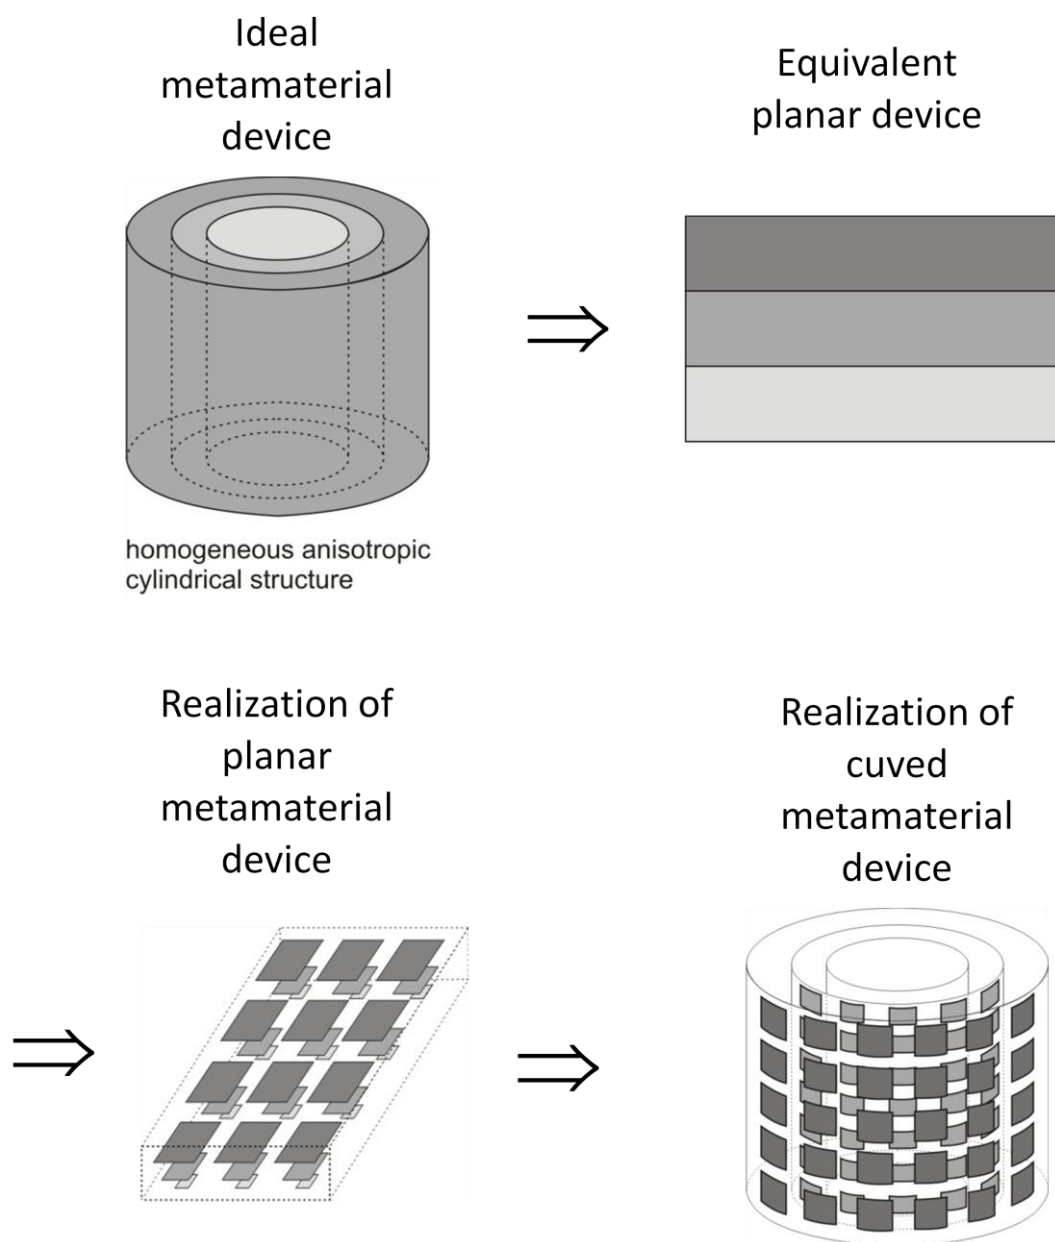 Ideal
metamaterial
device
Equivalent
planar device
homogeneous anisotropic
cylindrical structure
Realization of
planar
metamaterial
device
Realization of
cuved
metamaterial
device